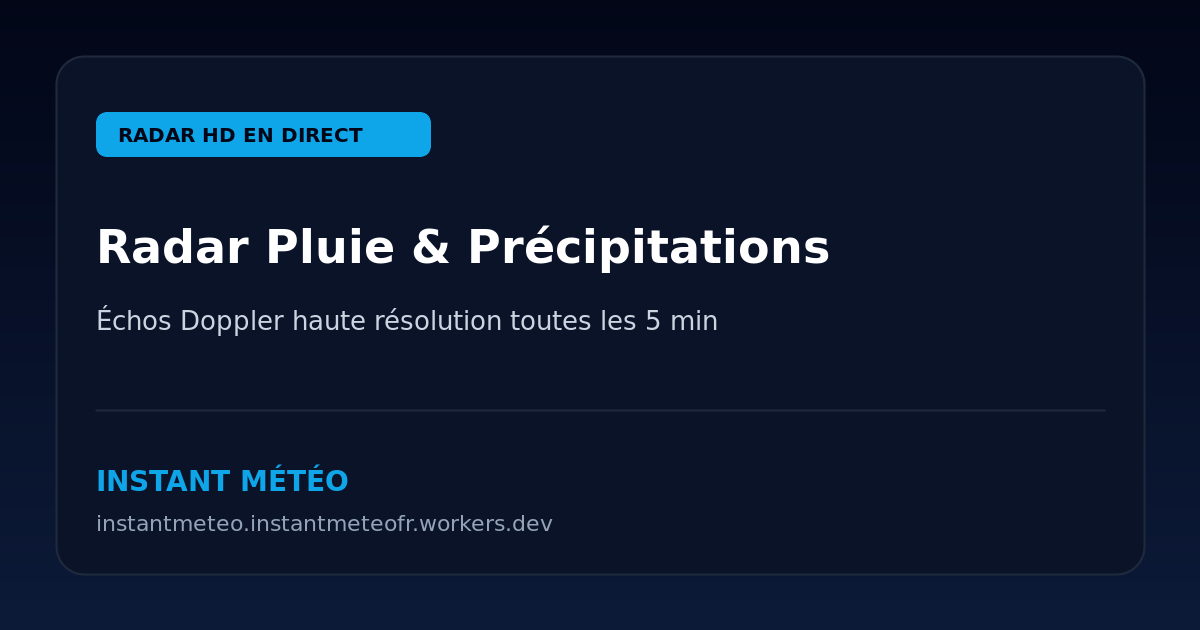 RADAR HD EN DIRECT
Radar Pluie & Précipitations
Échos Doppler haute résolution toutes les 5 min
INSTANT MÉTÉO
instantmeteo.instantmeteofr.workers.dev